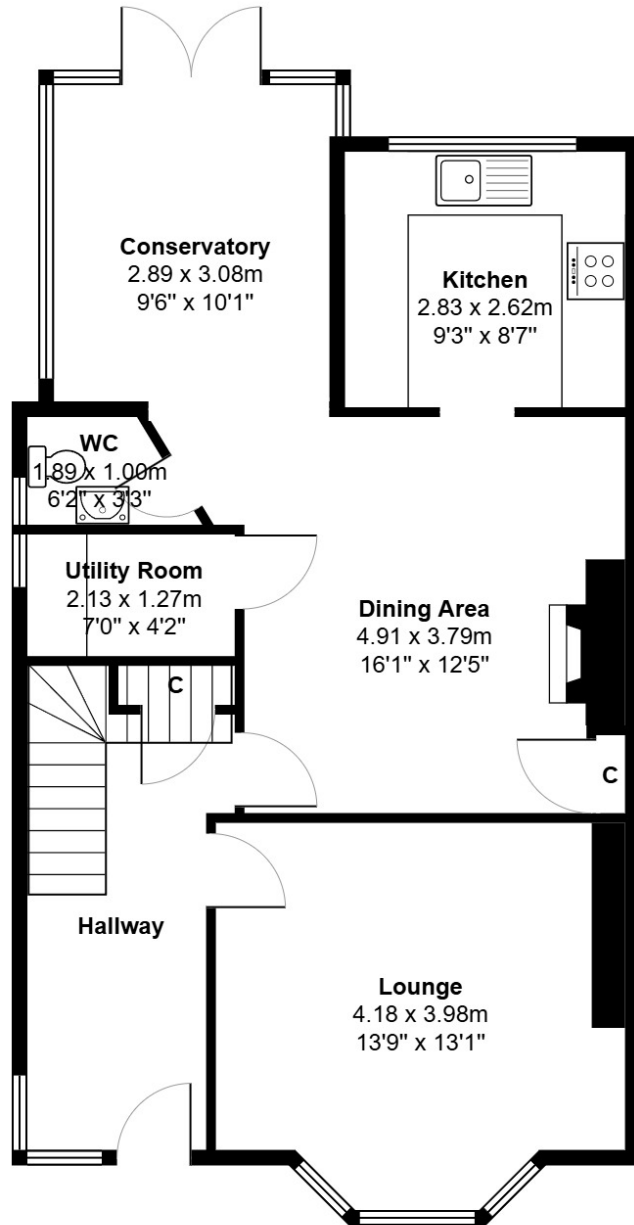 Conservatory
2.89 x 3.08m
9'6" x 10'1"
Kitchen
2.83 x 2.62m
9'3" x 8'7"
WC
1.89 x 1.00m
6'2" x 3'3"
Utility Room
2.13 x 1.27m
7'0" x 4'2"
Dining Area
4.91 x 3.79m
16'1" x 12'5"
C
C
Hallway
Lounge
4.18 x 3.98m
13'9" x 13'1"